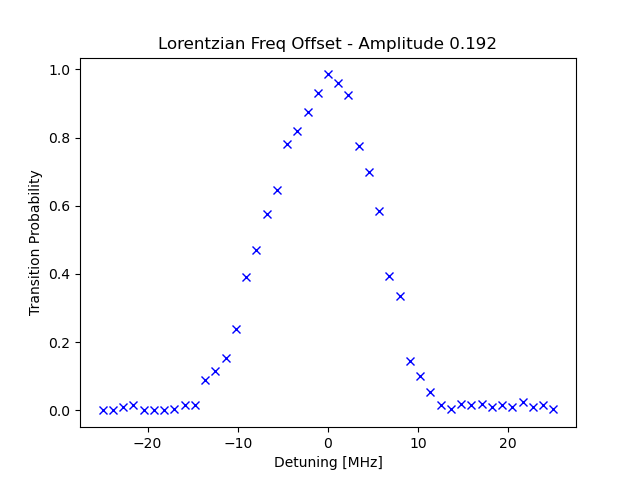 Lorentzian Freq Offset - Amplitude 0.192
1.0
0.8
0.6
0.4
0.2
0.0
Transition Probability
−20 −10 0 10 20
Detuning [MHz]